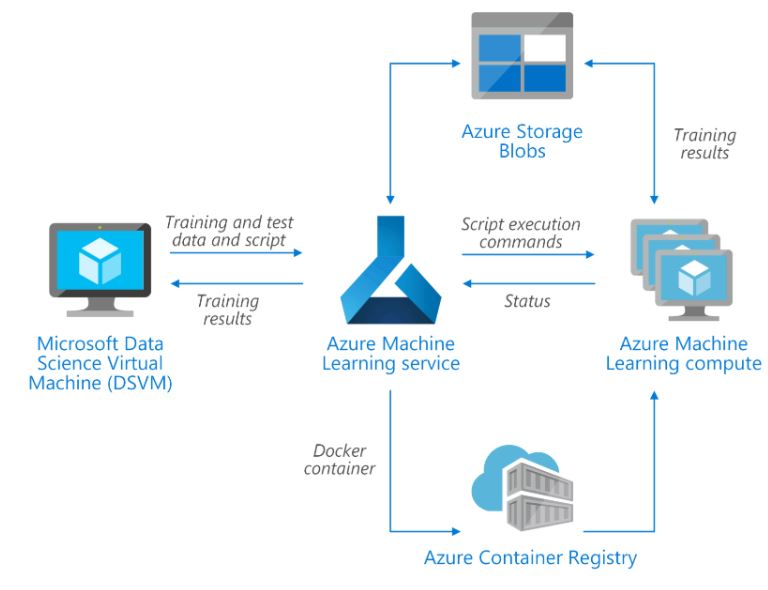 Azure Storage
Blobs
Training
results
Training and test
data and script
Script execution
commands
Training
results
Status
Microsoft Data
Science Virtual
Machine (DSVM)
Azure Machine
Learning service
Azure Machine
Learning compute
Docker
container
Azure Container Registry